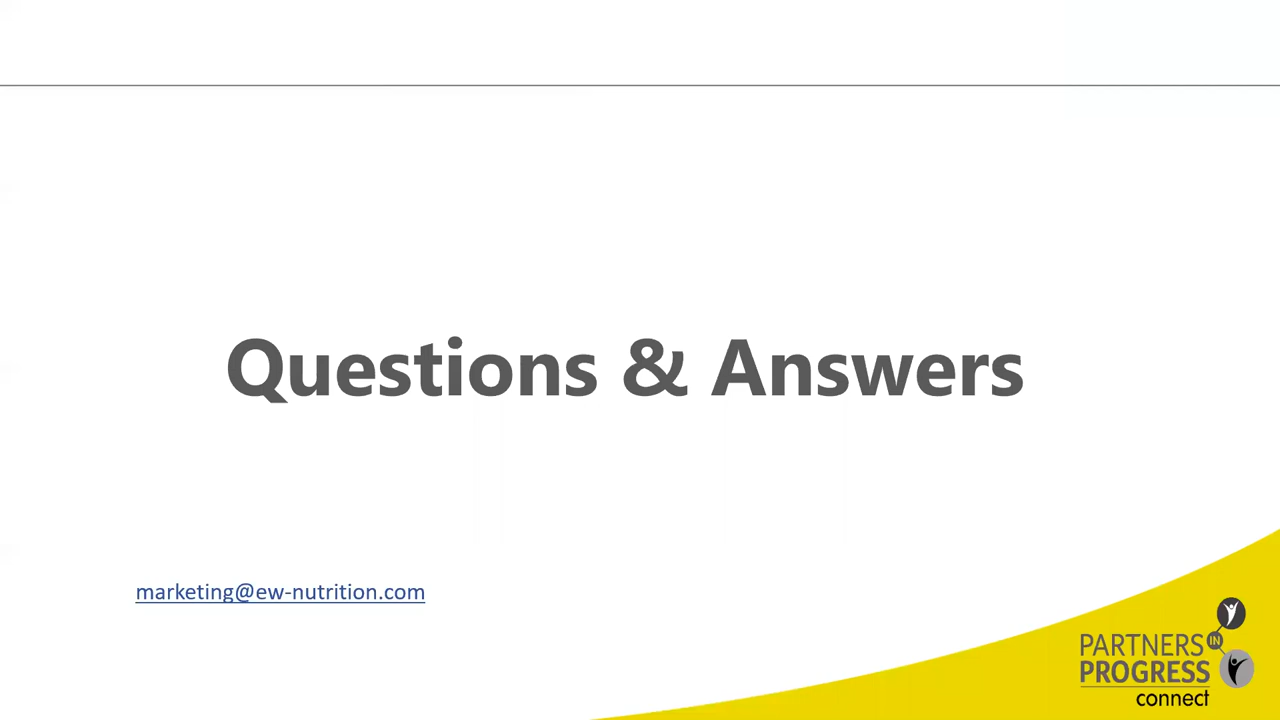 Questions & Answers
marketing@ew-nutrition.com
PARTNERS IN
PROGRESS
connect